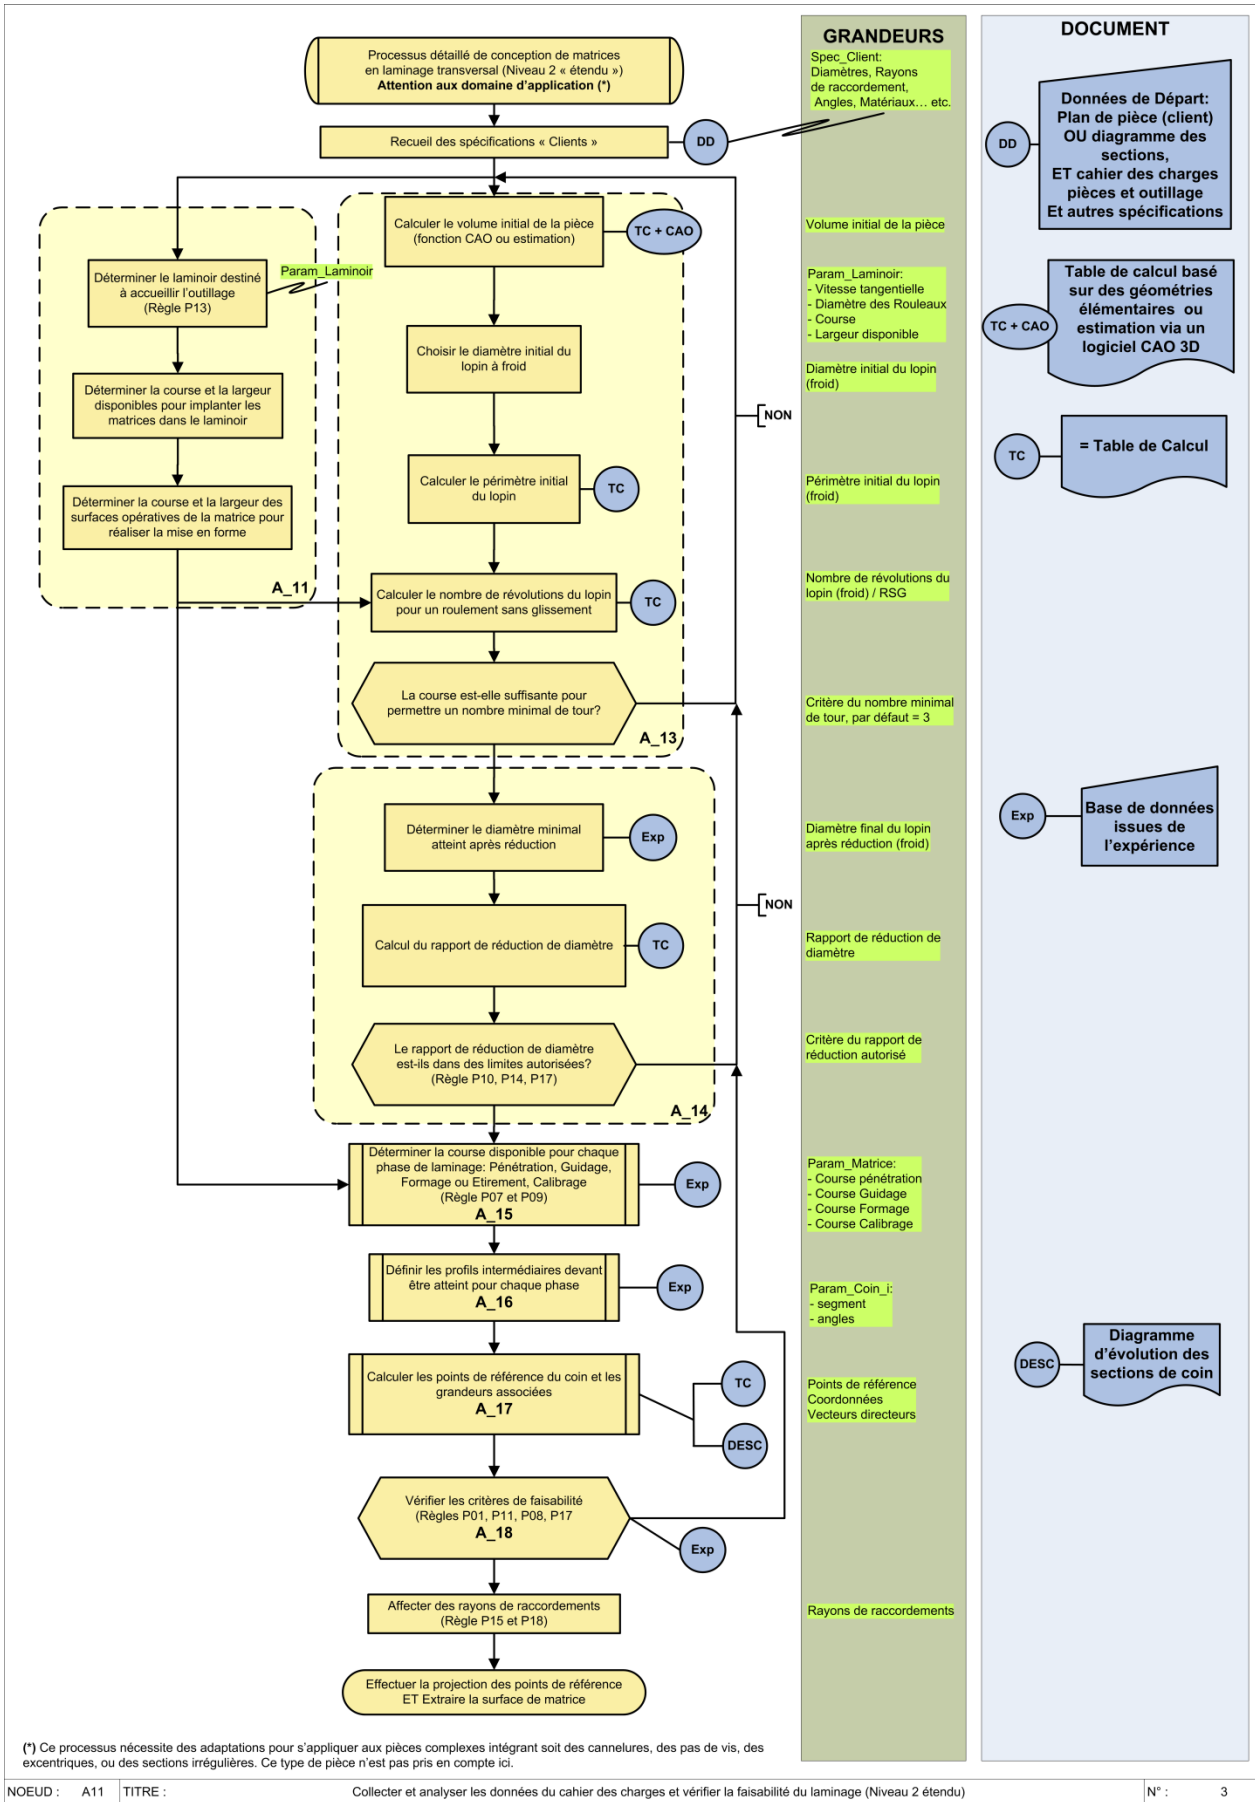 Processus détaillé de conception de matrices
en laminage transversal (Niveau 2 « étendu »)
Attention aux domaine d'application (*)
Recueil des spécifications « Clients »
DD
Calculer le volume initial de la pièce
(fonction CAO ou estimation)
TC + CAO
Déterminer le laminoir destiné
à accueillir l'outillage
(Règle P13)
Param_Laminoir
Choisir le diamètre initial du
lopin à froid
Déterminer la course et la largeur
disponibles pour implanter les
matrices dans le laminoir
NON
Calculer le périmètre initial
du lopin
TC
Déterminer la course et la largeur des
surfaces opératives de la matrice pour
réaliser la mise en forme
A_11
Calculer le nombre de révolutions du lopin
pour un roulement sans glissement
TC
La course est-elle suffisante pour
permettre un nombre minimal de tour?
A_13
Déterminer le diamètre minimal
atteint après réduction
Exp
NON
Calcul du rapport de réduction de diamètre
TC
Le rapport de réduction de diamètre
est-ils dans des limites autorisées?
(Règle P10, P14, P17)
A_14
Déterminer la course disponible pour chaque
phase de laminage: Pénétration, Guidage,
Formage ou Etirement, Calibrage
(Règle P07 et P09)
A_15
Exp
Définir les profils intermédiaires devant
être atteint pour chaque phase
A_16
Exp
Calculer les points de référence du coin et les
grandeurs associées
A_17
TC
DESC
Vérifier les critères de faisabilité
(Règles P01, P11, P08, P17
A_18
Exp
Affecter des rayons de raccordements
(Règle P15 et P18)
Effectuer la projection des points de référence
ET Extraire la surface de matrice
GRANDEURS
Spec_Client:
Diamètres, Rayons
de raccordement,
Angles, Matériaux... etc.
Volume initial de la pièce
Param_Laminoir:
- Vitesse tangentielle
- Diamètre des Rouleaux
- Course
- Largeur disponible
Diamètre initial du lopin
(froid)
Périmètre initial du lopin
(froid)
Nombre de révolutions du
lopin (froid) / RSG
Critère du nombre minimal
de tour, par défaut = 3
Diamètre final du lopin
après réduction (froid)
Rapport de réduction de
diamètre
Critère du rapport de
réduction autorisé
Param_Matrice:
- Course pénétration
- Course Guidage
- Course Formage
- Course Calibrage
Param_Coin_i:
- segment
- angles
Points de référence
Coordonnées
Vecteurs directeurs
Rayons de raccordements
DOCUMENT
DD
Données de Départ:
Plan de pièce (client)
OU diagramme des
sections,
ET cahier des charges
pièces et outillage
Et autres spécifications
TC + CAO
Table de calcul basé
sur des géométries
élémentaires ou
estimation via un
logiciel CAO 3D
TC
= Table de Calcul
Exp
Base de données
issues de
l'expérience
DESC
Diagramme
d'évolution des
sections de coin
(*) Ce processus nécessite des adaptations pour s'appliquer aux pièces complexes intégrant soit des cannelures, des pas de vis, des
excentriques, ou des sections irrégulières. Ce type de pièce n'est pas pris en compte ici.
NOEUD : A11 TITRE : Collecter et analyser les données du cahier des charges et vérifier la faisabilité du laminage (Niveau 2 étendu) N° : 3